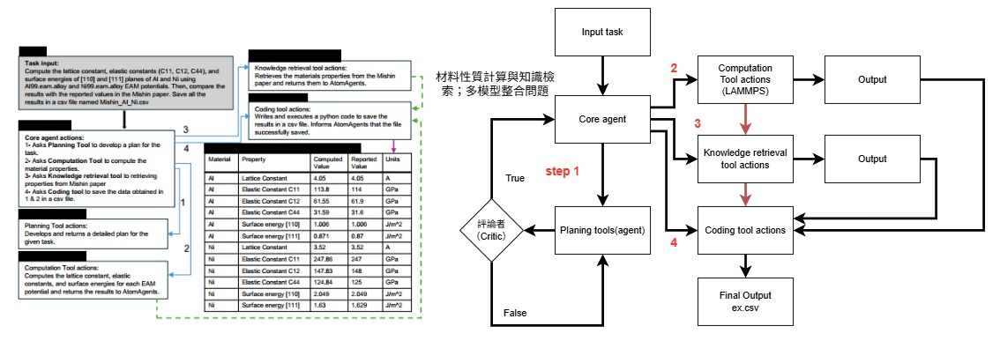 Task input:
Compute the lattice constant, elastic constants (C11, C12, C44), and
surface energies of [110] and [111] planes of Al and Ni using
Al99.eam.alloy and Ni99.eam.alloy EAM potentials. Then, compare the
results with the reported values in the Mishin paper. Save all the
results in a csv file named Mishin_Al_Ni.csv
Core agent actions:
1- Asks Planning Tool to develop a plan for the
task.
2- Asks Computation Tool to compute the
material properties.
3- Asks Knowledge retrieval tool to retrieving
properties from Mishin paper
4- Asks Coding tool to save the data obtained in
1 & 2 in a csv file.
Planning Tool actions:
Develops and returns a detailed plan for the
given task.
Computation Tool actions:
Computes the lattice constant, elastic
constants, and surface energies for each EAM
potential and returns the results to AtomAgents.
3
4
1
2
Knowledge retrieval tool actions:
Retrieves the materials properties from the Mishin
paper and returns them to AtomAgents.
Coding tool actions:
Writes and executes a python code to save the
results in a csv file. Informs AtomAgents that the file
successfully saved.
Material Property Computed Value Reported Value Units
Al Lattice Constant 4.05 4.05 A
Al Elastic Constant C11 113.8 114 GPa
Al Elastic Constant C12 61.55 61.9 GPa
Al Elastic Constant C44 31.59 31.6 GPa
Al Surface energy [110] 1.006 1.006 J/m^2
Al Surface energy [111] 0.871 0.87 J/m^2
Ni Lattice Constant 3.52 3.52 A
Ni Elastic Constant C11 247.86 247 GPa
Ni Elastic Constant C12 147.83 148 GPa
Ni Elastic Constant C44 124.84 125 GPa
Ni Surface energy [110] 2.049 2.049 J/m^2
Ni Surface energy [111] 1.63 1.629 J/m^2
Input task
材料性質計算與知識檢
索；多模型整合問題
Core agent
step 1
True
評論者
(Critic)
False
Planing tools(agent)
2
Computation
Tool actions
(LAMMPS)
Output
3
Knowledge retrieval
tool actions
Output
4
Coding tool actions
Final Output
ex.csv